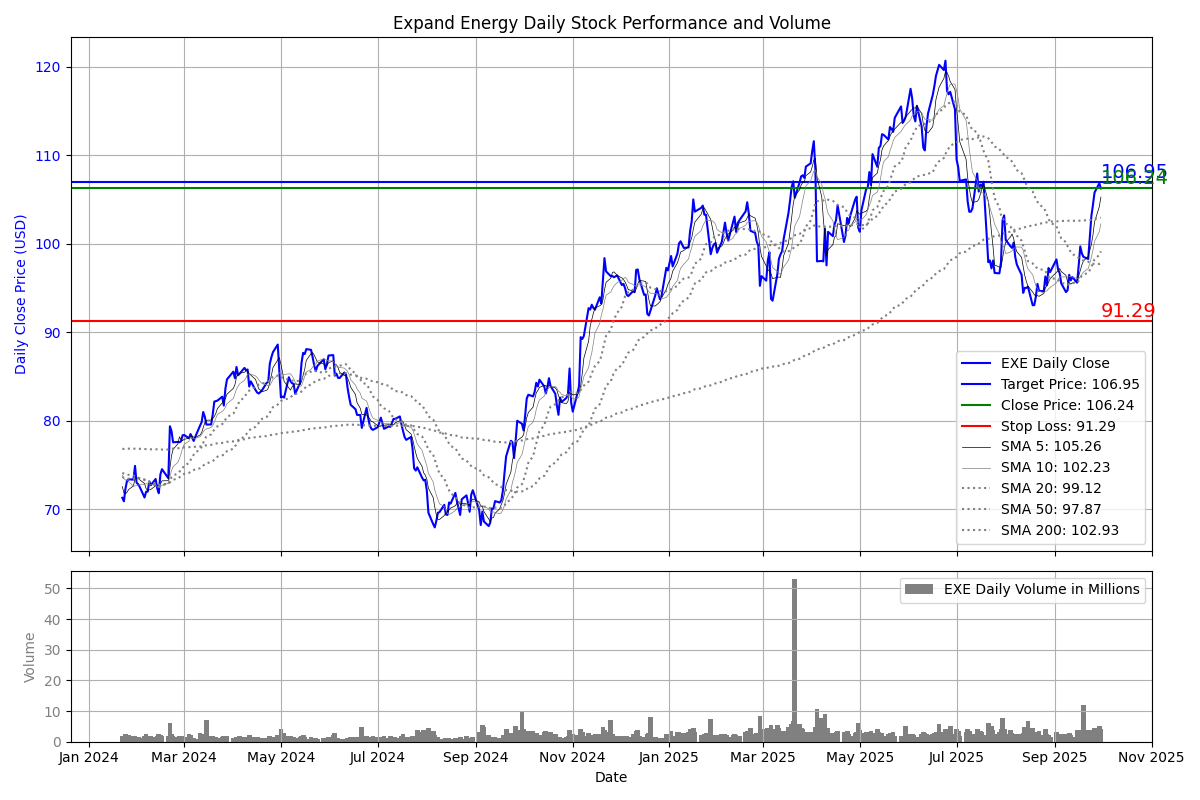 Expand Energy Daily Stock Performance and Volume
Daily Close Price (USD)
120
110
100
90
80
70
106.95
106.24
91.29
EXE Daily Close
Target Price: 106.95
Close Price: 106.24
Stop Loss: 91.29
SMA 5: 105.26
SMA 10: 102.23
SMA 20: 99.12
SMA 50: 97.87
SMA 200: 102.93
Volume
50
40
30
20
10
0
EXE Daily Volume in Millions
Jan 2024 Mar 2024 May 2024 Jul 2024 Sep 2024 Nov 2024 Jan 2025 Mar 2025 May 2025 Jul 2025 Sep 2025 Nov 2025
Date